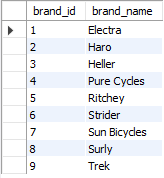 brand_id brand_name
1 Electra
2 Haro
3 Heller
4 Pure Cycles
5 Ritchey
6 Strider
7 Sun Bicycles
8 Surly
9 Trek